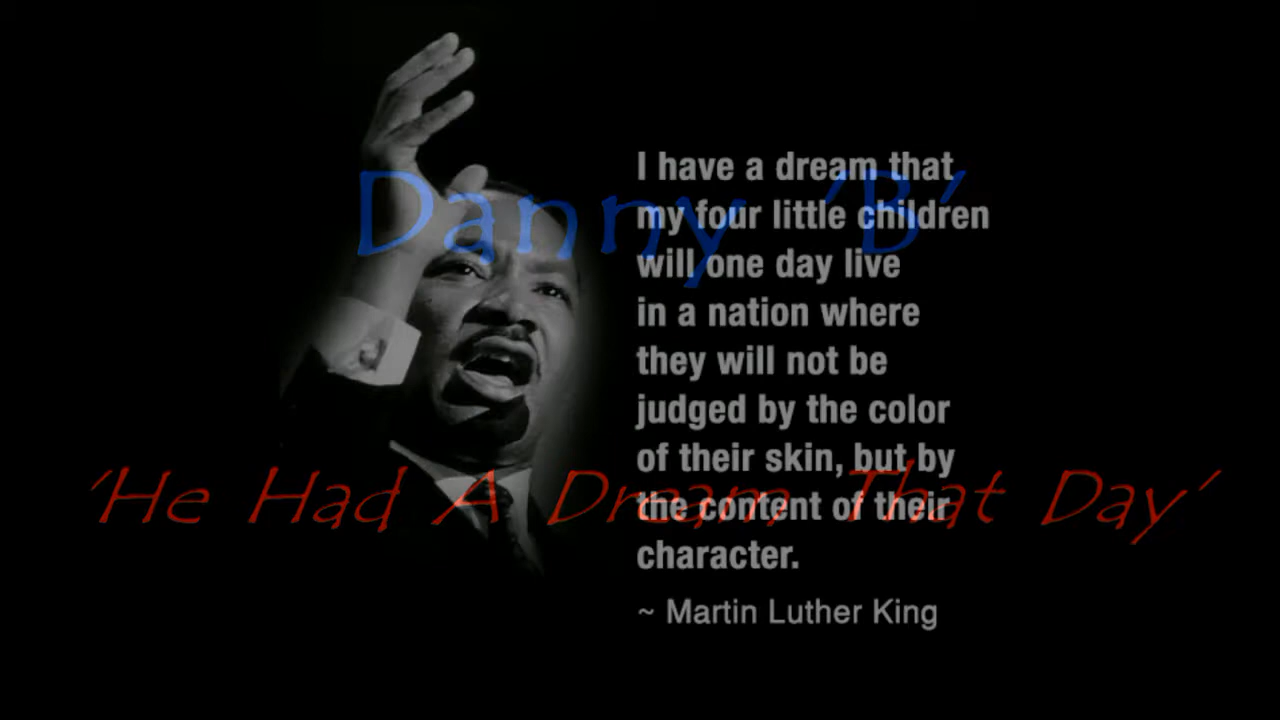 Danny 'B'
'He Had A Dream That Day'
I have a dream that
my four little children
will one day live
in a nation where
they will not be
judged by the color
of their skin, but by
the content of their
character.
~ Martin Luther King